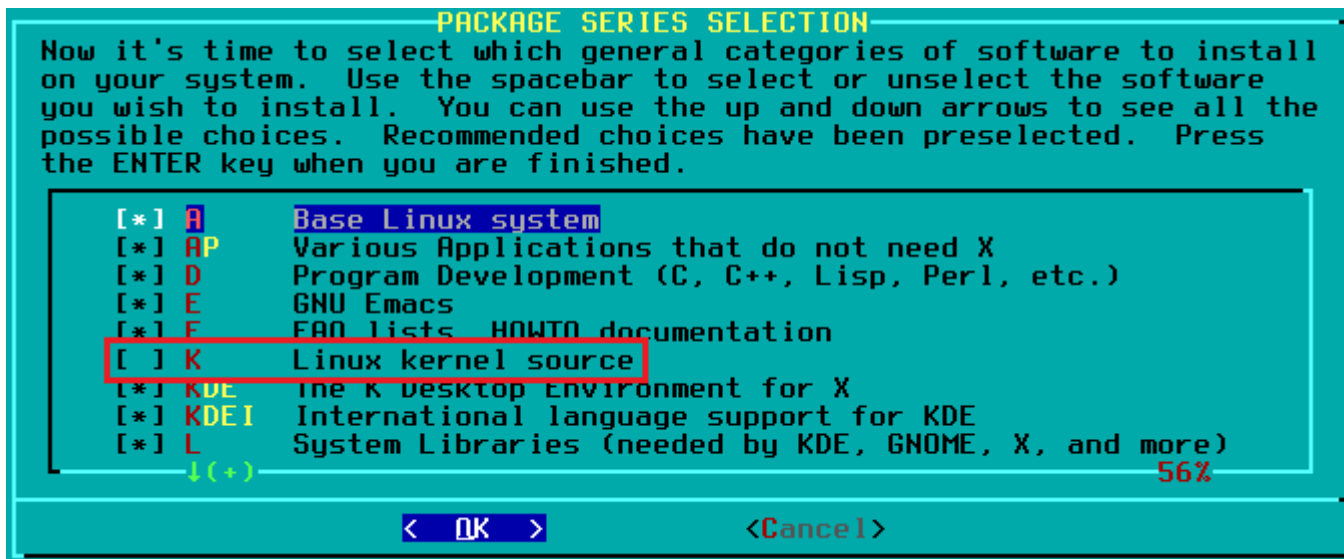 PACKAGE SERIES SELECTION
Now it's time to select which general categories of software to install
on your system.  Use the spacebar to select or unselect the software
you wish to install.  You can use the up and down arrows to see all the
possible choices.  Recommended choices have been preselected.  Press
the ENTER key when you are finished.
[*] A Base Linux system
[*] AP Various Applications that do not need X
[*] D Program Development (C, C++, Lisp, Perl, etc.)
[*] E GNU Emacs
[*] F FAQ lists, HOWTO documentation
[ ] K Linux kernel source
[*] KDE The K Desktop Environment for X
[*] KDEI International language support for KDE
[*] L System Libraries (needed by KDE, GNOME, X, and more)
↓(+) 56%
< OK > <Cancel>